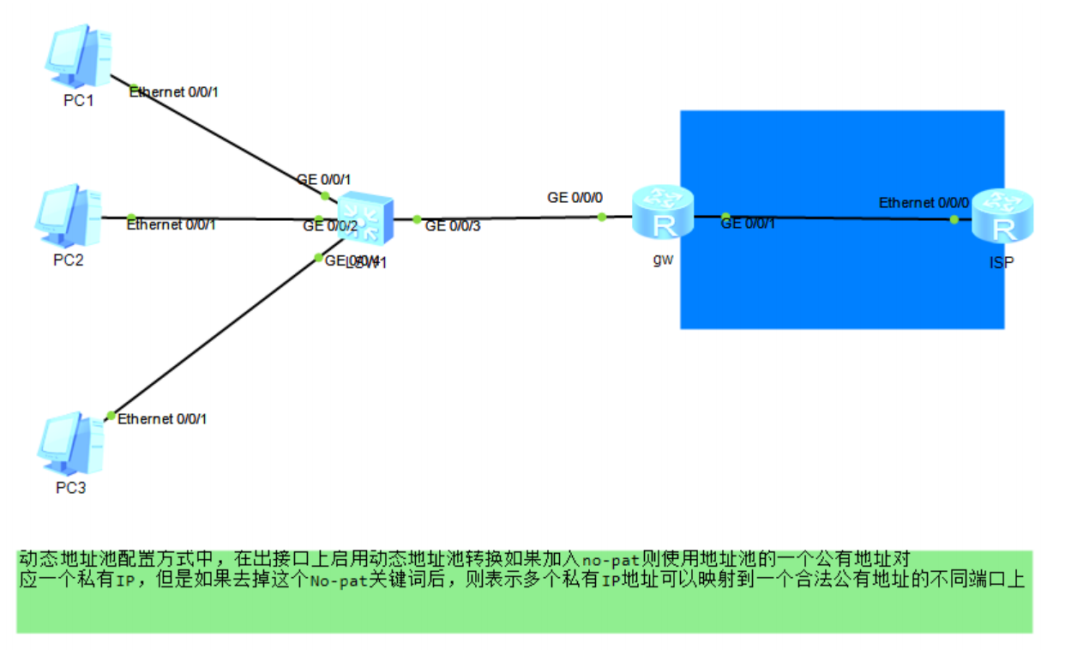 Ethernet 0/0/1
PC1
GE 0/0/1
Ethernet 0/0/1
PC2
GE 0/0/2
LSW1
GE 0/0/3
GE 0/0/4
GE 0/0/0
gw
GE 0/0/1
Ethernet 0/0/0
ISP
Ethernet 0/0/1
PC3
动态地址池配置方式中，在出接口上启用动态地址池转换如果加入no-pat则使用地址池的一个公有地址对
应一个私有IP，但是如果去掉这个No-pat关键词后，则表示多个私有IP地址可以映射到一个合法公有地址的不同端口上